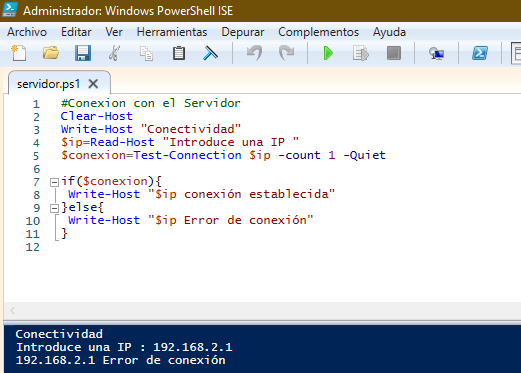 Administrador: Windows PowerShell ISE
Archivo Editar Ver Herramientas Depurar Complementos Ayuda
servidor.ps1
1 #Conexion con el Servidor
2 Clear-Host
3 Write-Host "Conectividad"
4 $ip=Read-Host "Introduce una IP "
5 $conexion=Test-Connection $ip -count 1 -Quiet
6
7 if($conexion){
8 Write-Host "$ip conexión establecida"
9 }else{
10 Write-Host "$ip Error de conexión"
11 }
12
Conectividad
Introduce una IP : 192.168.2.1
192.168.2.1 Error de conexión